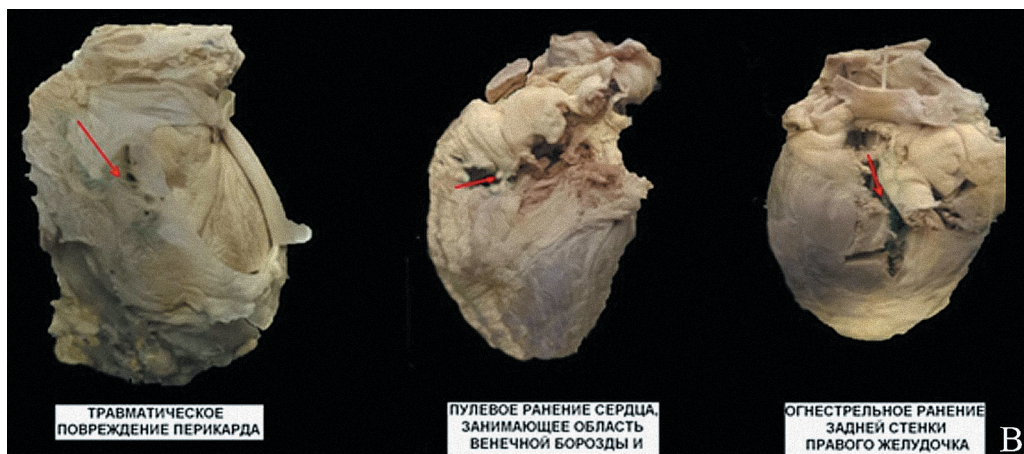 ТРАВМАТИЧЕСКОЕ
ПОВРЕЖДЕНИЕ ПЕРИКАРДА
ПУЛЕВОЕ РАНЕНИЕ СЕРДЦА,
ЗАНИМАЮЩЕЕ ОБЛАСТЬ
ВЕНЕЧНОЙ БОРОЗДЫ И
ОГНЕСТРЕЛЬНОЕ РАНЕНИЕ
ЗАДНЕЙ СТЕНКИ
ПРАВОГО ЖЕЛУДОЧКА
В